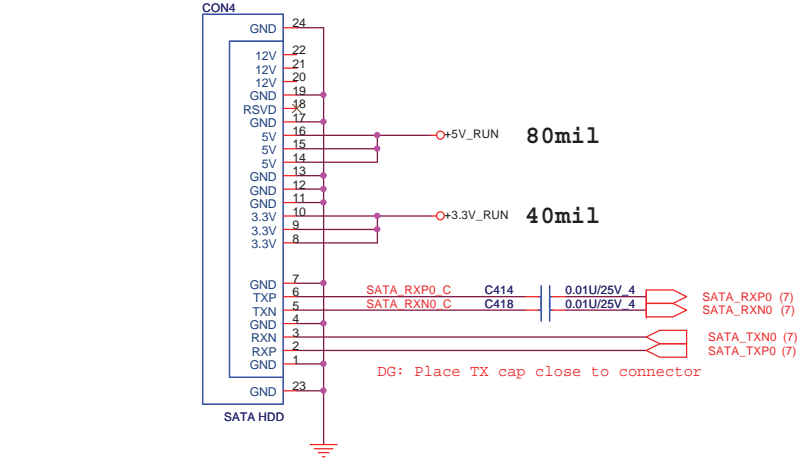 CON4
GND 24
12V 22
12V 21
12V 20
GND 19
RSVD 18
GND 17
5V 16 +5V_RUN 80mil
5V 15
5V 14
GND 13
GND 12
GND 11
3.3V 10 +3.3V_RUN 40mil
3.3V 9
3.3V 8
GND 7
TXP 6 SATA_RXP0_C C414 0.01U/25V_4 SATA_RXP0 (7)
TXN 5 SATA_RXN0_C C418 0.01U/25V_4 SATA_RXN0 (7)
GND 4
RXN 3 SATA_TXN0 (7)
RXP 2 SATA_TXP0 (7)
GND 1
DG: Place TX cap close to connector
GND 23
SATA HDD